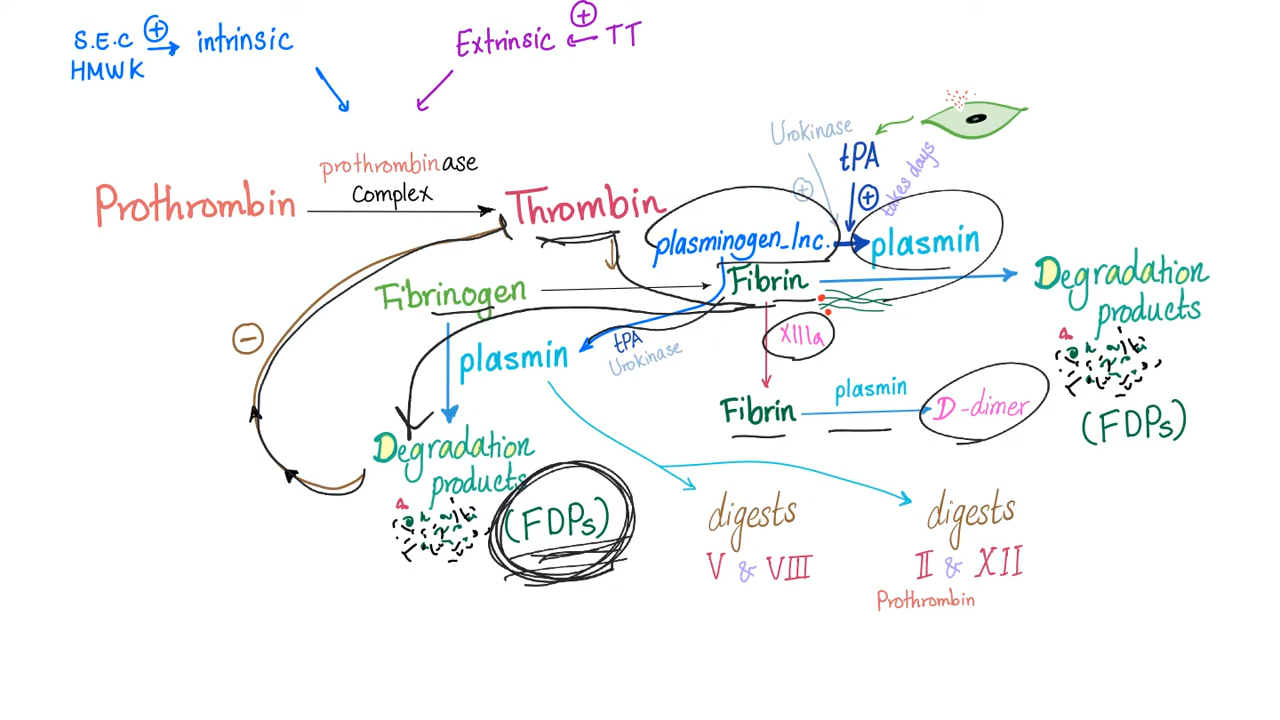 S.E.C ⊕ intrinsic
HMWK
Extrinsic ⊕ TT
Urokinase
tPA
takes days
⊕
⊕
prothrombinase
Complex
Prothrombin
Thrombin
plasminogen_Inc.
plasmin
Fibrinogen
Fibrin
Degradation
products
(FDPs)
⊖
plasmin
tPA
Urokinase
XIIIa
Fibrin
plasmin
D-dimer
Degradation
products
(FDPs)
digests
V & VIII
digests
II & XII
Prothrombin